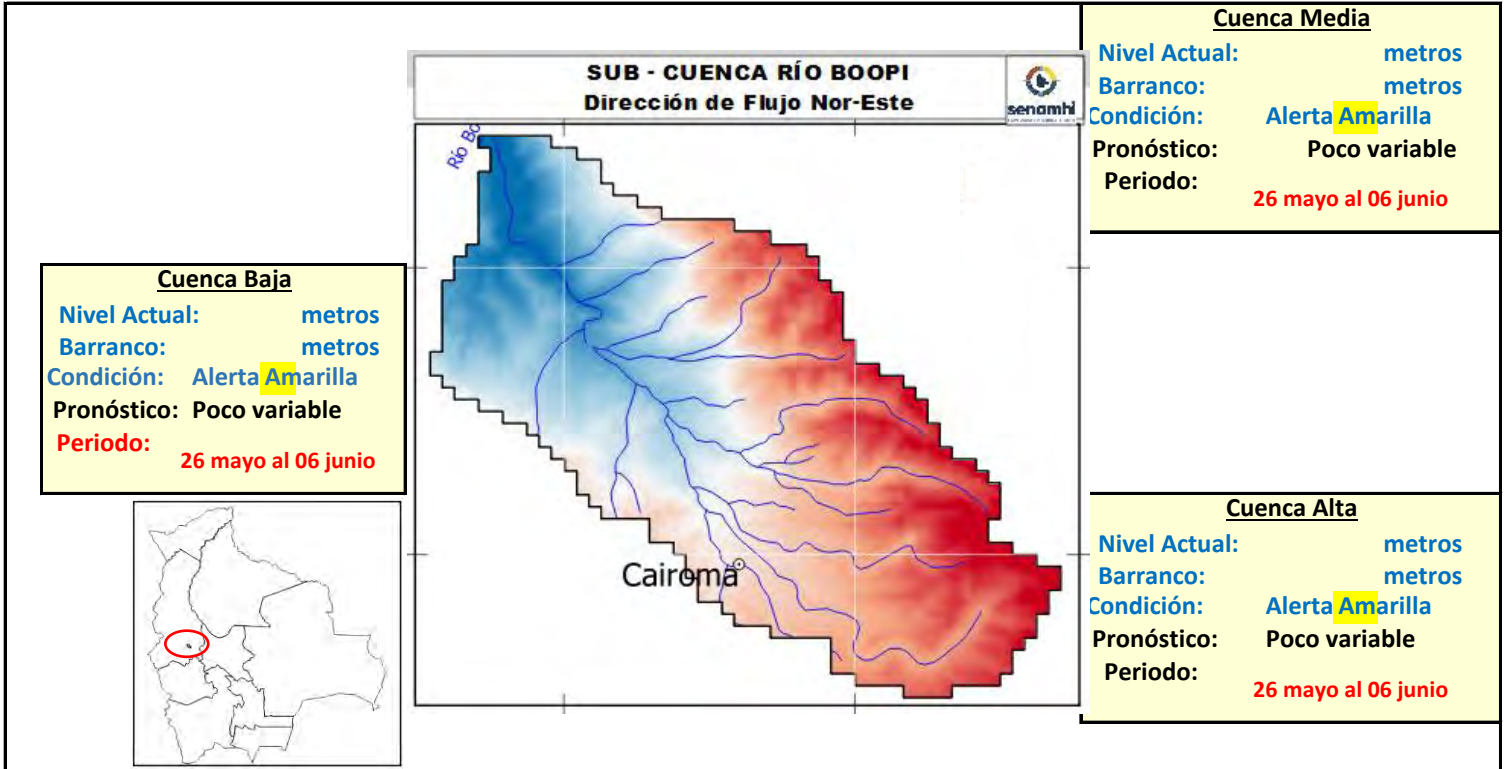 SUB - CUENCA RÍO BOOPI
Dirección de Flujo Nor-Este
senamhi
Río Bo
Cairoma
Cuenca Media
Nivel Actual: metros
Barranco: metros
Condición: Alerta Amarilla
Pronóstico: Poco variable
Periodo:
26 mayo al 06 junio
Cuenca Baja
Nivel Actual: metros
Barranco: metros
Condición: Alerta Amarilla
Pronóstico: Poco variable
Periodo:
26 mayo al 06 junio
Cuenca Alta
Nivel Actual: metros
Barranco: metros
Condición: Alerta Amarilla
Pronóstico: Poco variable
Periodo:
26 mayo al 06 junio